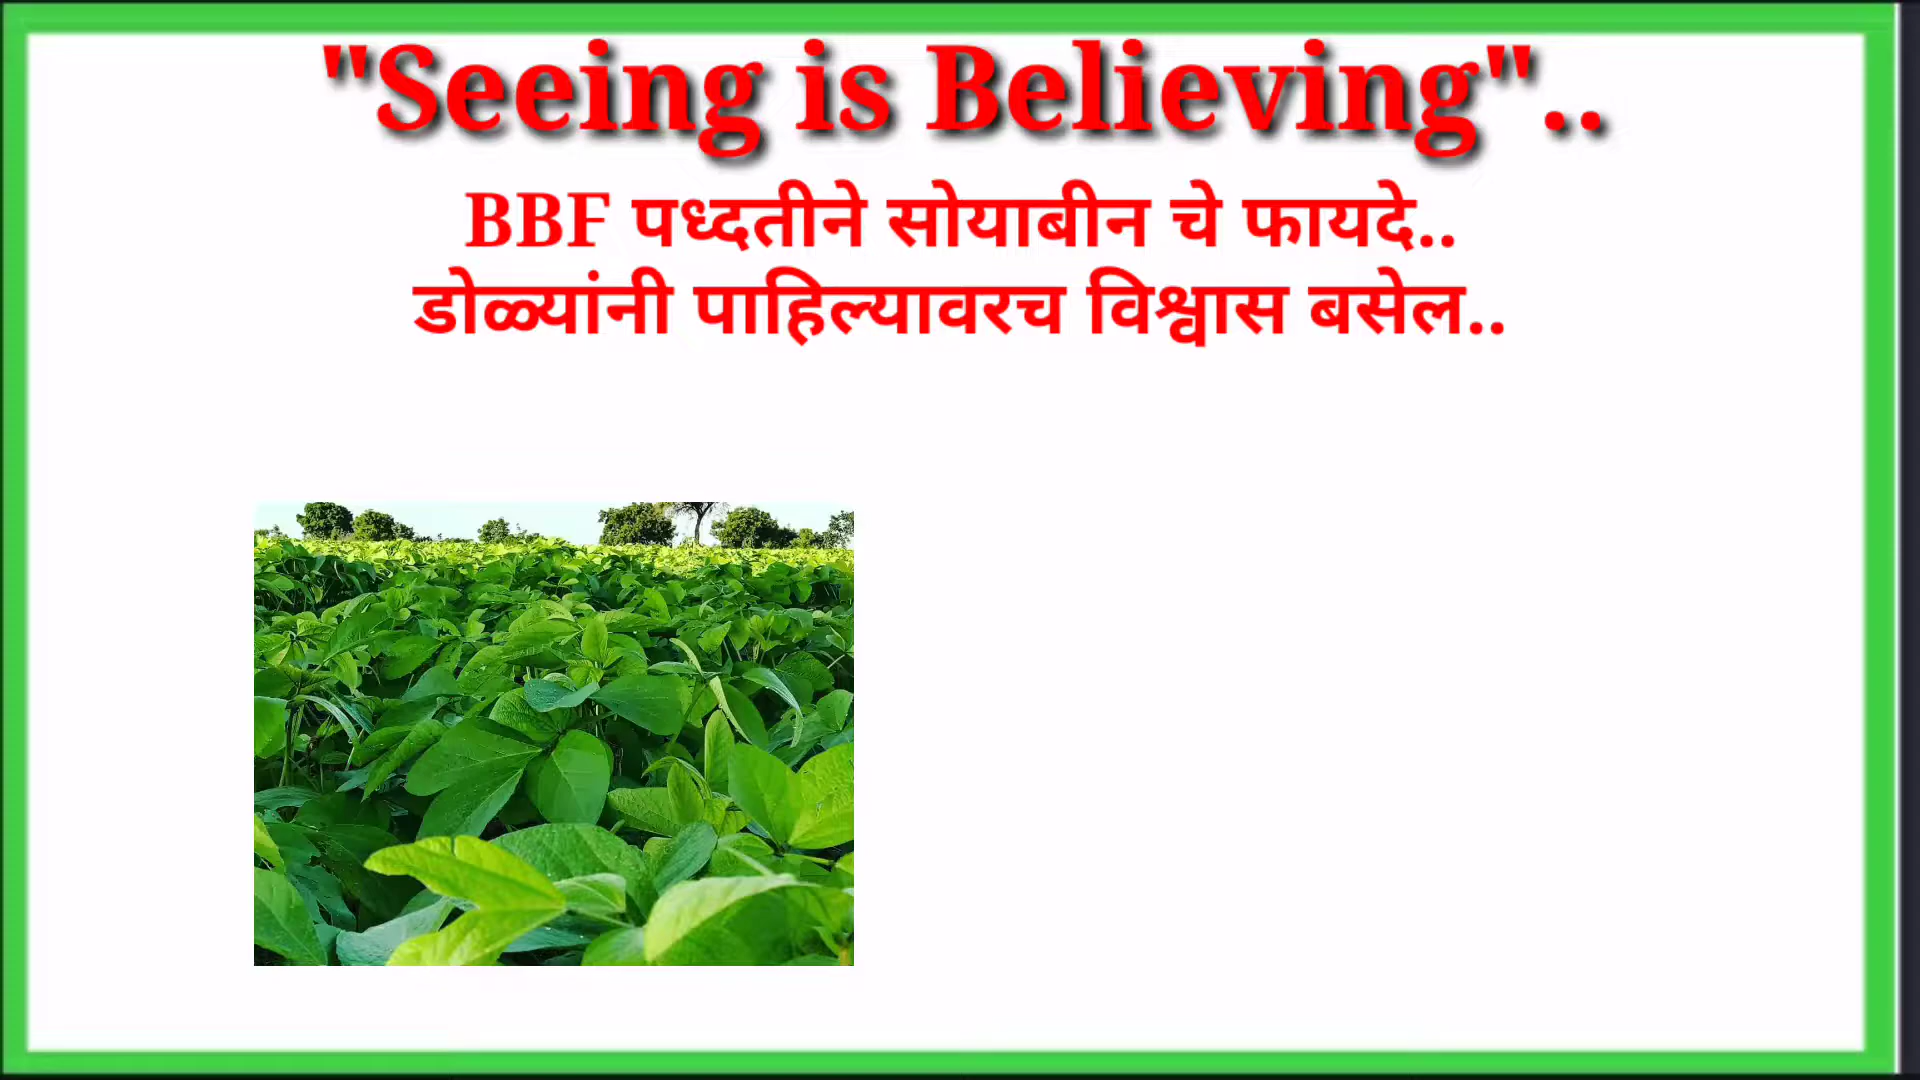 "Seeing is Believing"..
BBF पध्दतीने सोयाबीन चे फायदे..
डोळ्यांनी पाहिल्यावरच विश्वास बसेल..